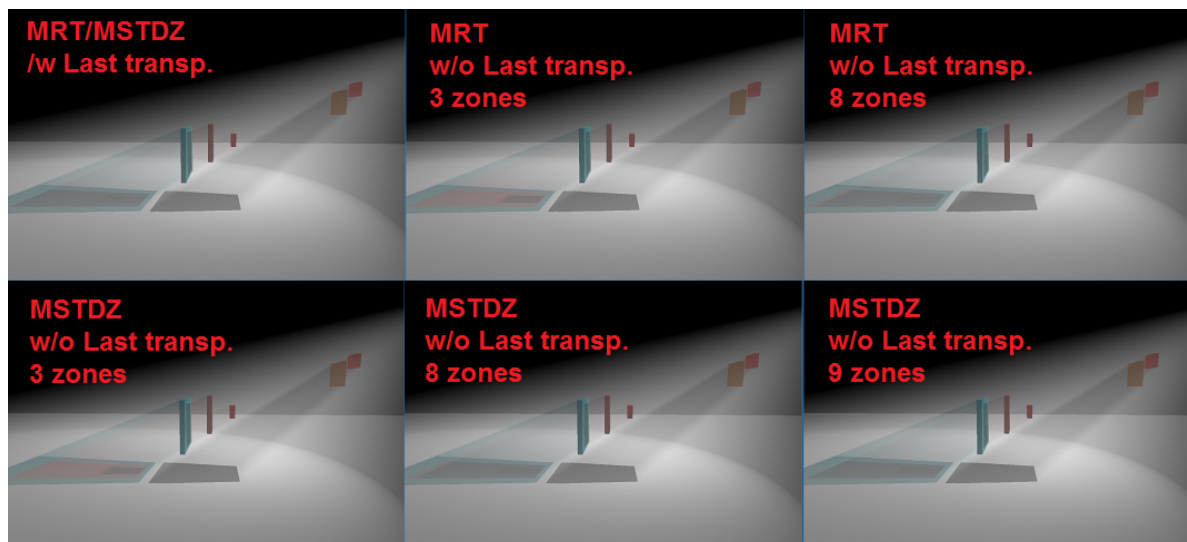 MRT/MSTDZ
/w Last transp.
MRT
w/o Last transp.
3 zones
MRT
w/o Last transp.
8 zones
MSTDZ
w/o Last transp.
3 zones
MSTDZ
w/o Last transp.
8 zones
MSTDZ
w/o Last transp.
9 zones